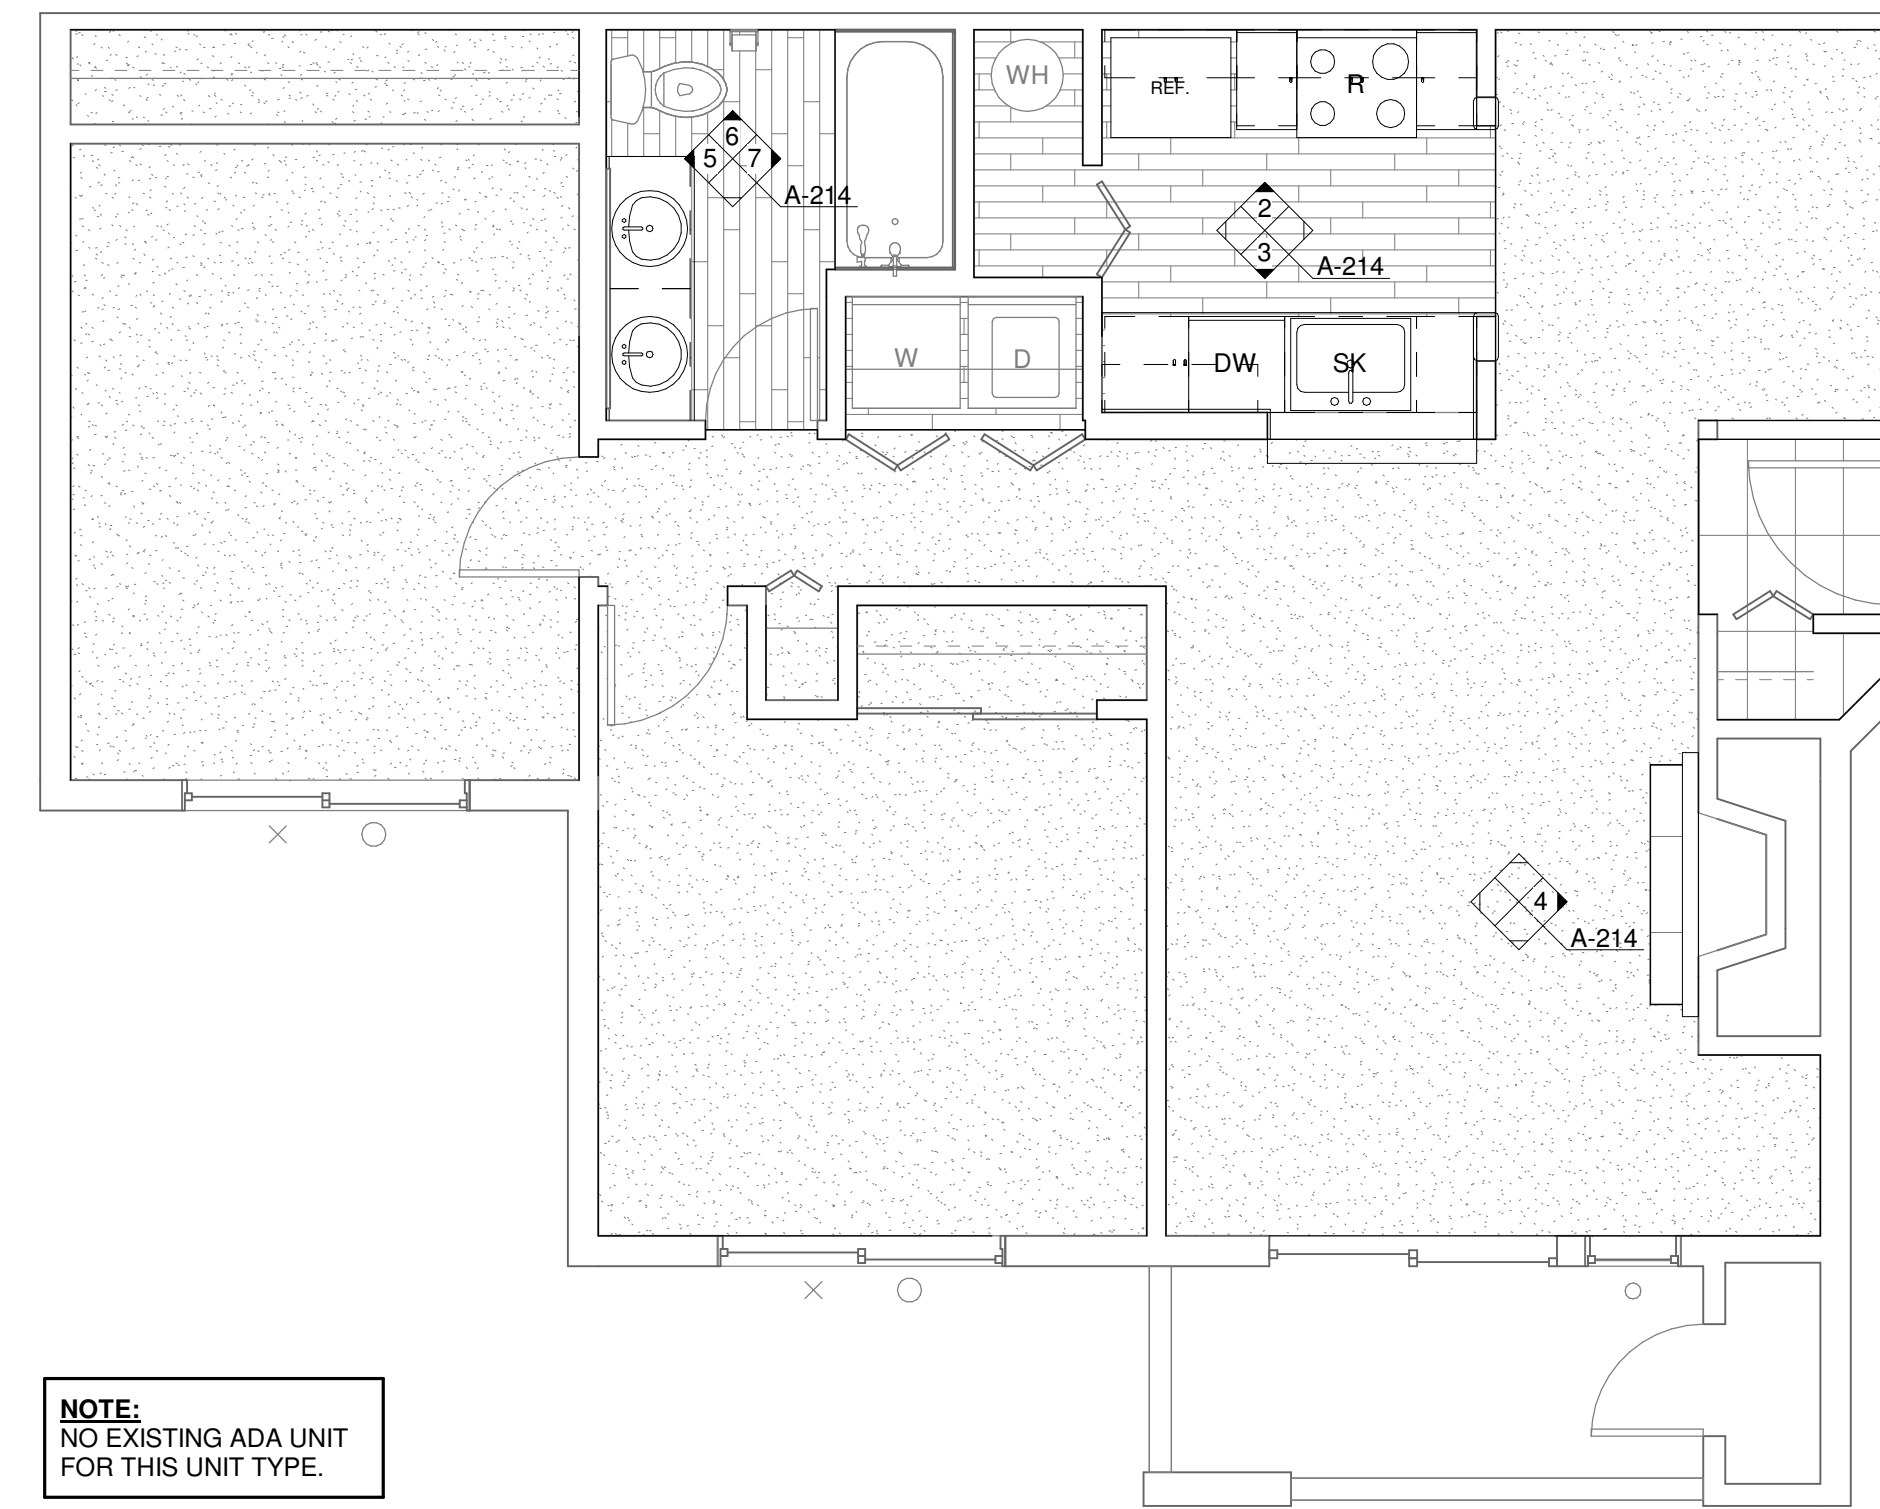 WH
REF.
R
6
5 7
A-214
2
3
A-214
W
D
DW
SK
4
A-214
NOTE:
NO EXISTING ADA UNIT
FOR THIS UNIT TYPE.